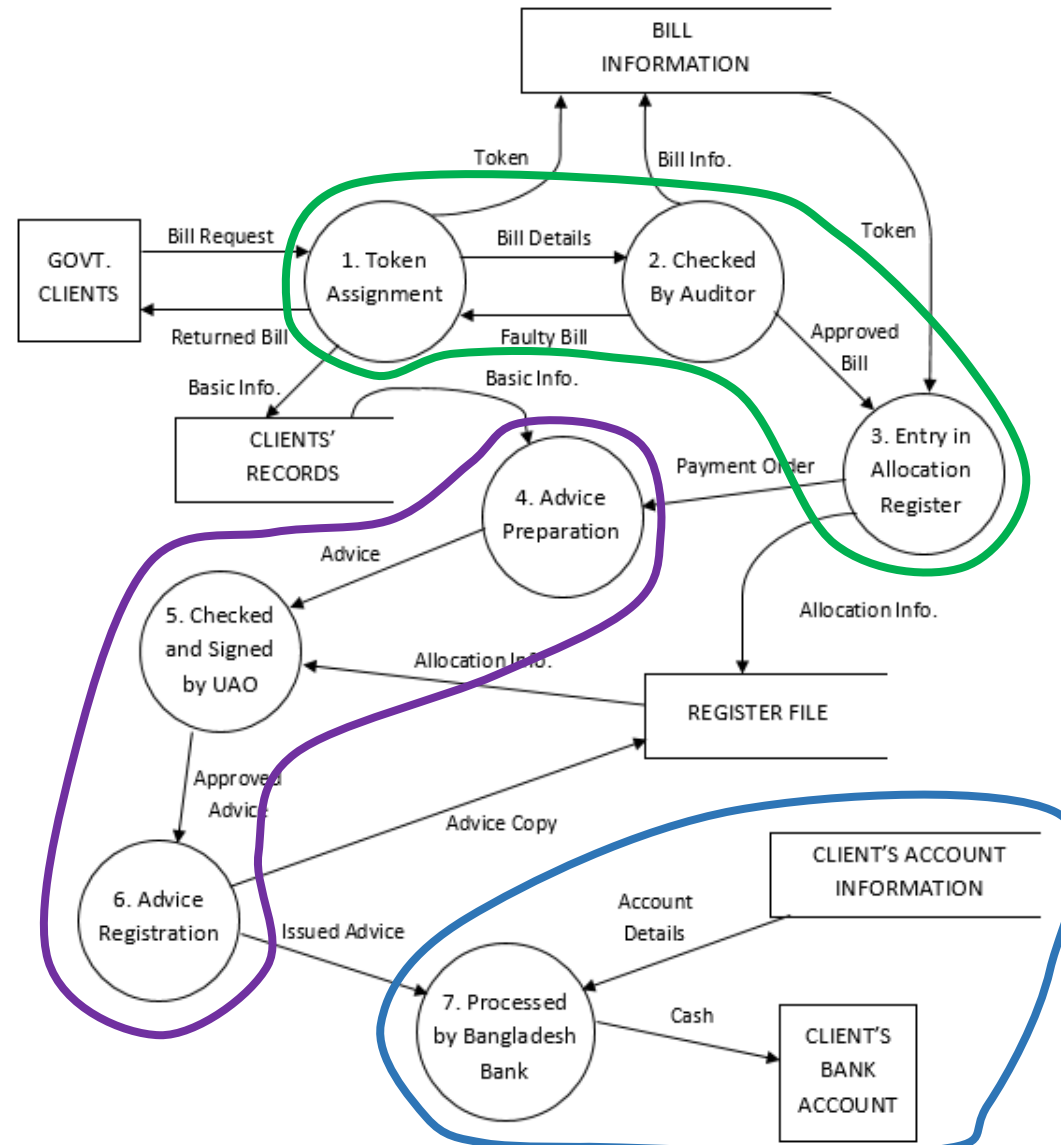 BILL
INFORMATION
Token
Bill Info.
Bill Request
Bill Details
Token
GOVT.
CLIENTS
1. Token
Assignment
2. Checked
By Auditor
Returned Bill
Faulty Bill
Approved
Bill
Basic Info.
Basic Info.
CLIENTS'
RECORDS
3. Entry in
Allocation
Register
Payment Order
4. Advice
Preparation
Advice
5. Checked
and Signed
by UAO
Allocation Info.
Allocation Info.
REGISTER FILE
Approved
Advice
Advice Copy
CLIENT'S ACCOUNT
INFORMATION
6. Advice
Registration
Issued Advice
Account
Details
7. Processed
by Bangladesh
Bank
Cash
CLIENT'S
BANK
ACCOUNT